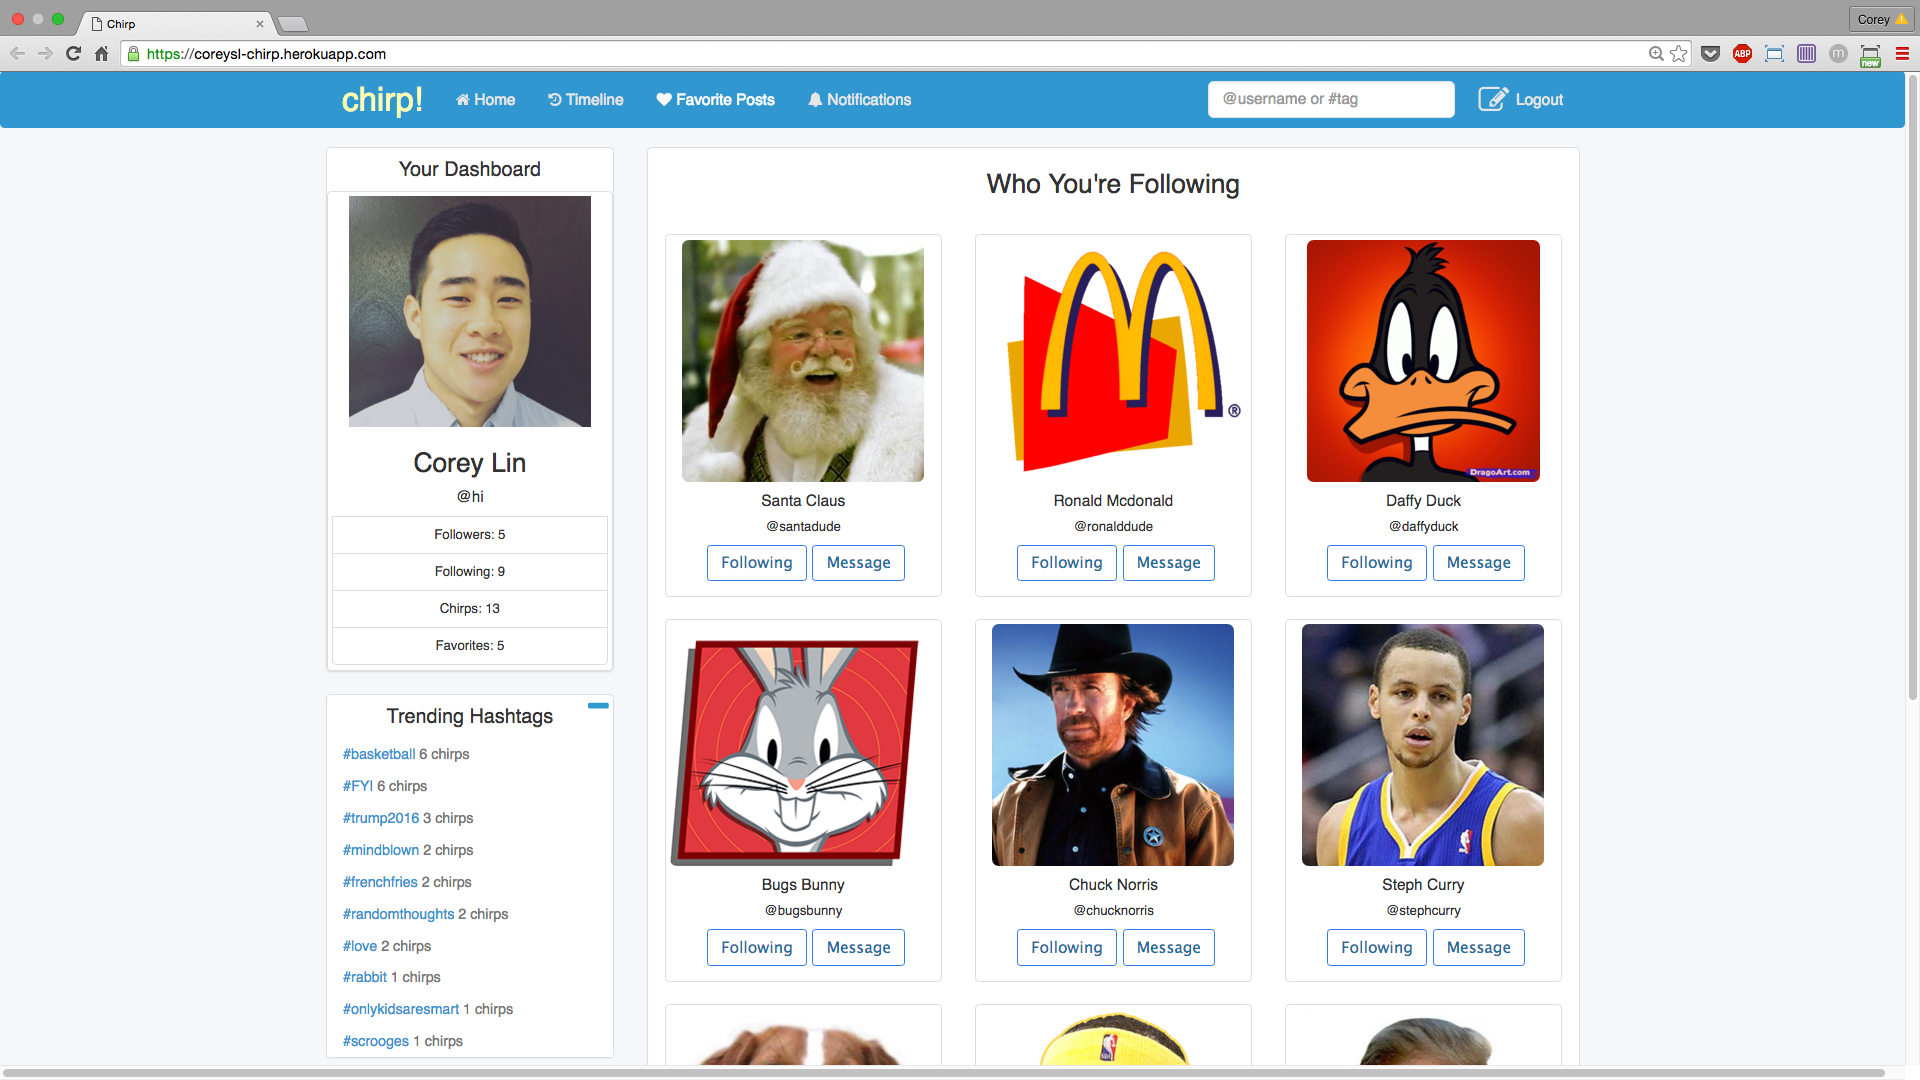 Chirp
Corey
https://coreysl-chirp.herokuapp.com
ABP
m
new
chirp!
Home
Timeline
Favorite Posts
Notifications
@username or #tag
Logout
Your Dashboard
Corey Lin
@hi
Followers: 5
Following: 9
Chirps: 13
Favorites: 5
Trending Hashtags
#basketball 6 chirps
#FYI 6 chirps
#trump2016 3 chirps
#mindblown 2 chirps
#frenchfries 2 chirps
#randomthoughts 2 chirps
#love 2 chirps
#rabbit 1 chirps
#onlykidsaresmart 1 chirps
#scrooges 1 chirps
Who You're Following
Santa Claus
@santadude
Following Message
®
Ronald Mcdonald
@ronalddude
Following Message
DragoArt.com
Daffy Duck
@daffyduck
Following Message
Bugs Bunny
@bugsbunny
Following Message
Chuck Norris
@chucknorris
Following Message
Steph Curry
@stephcurry
Following Message